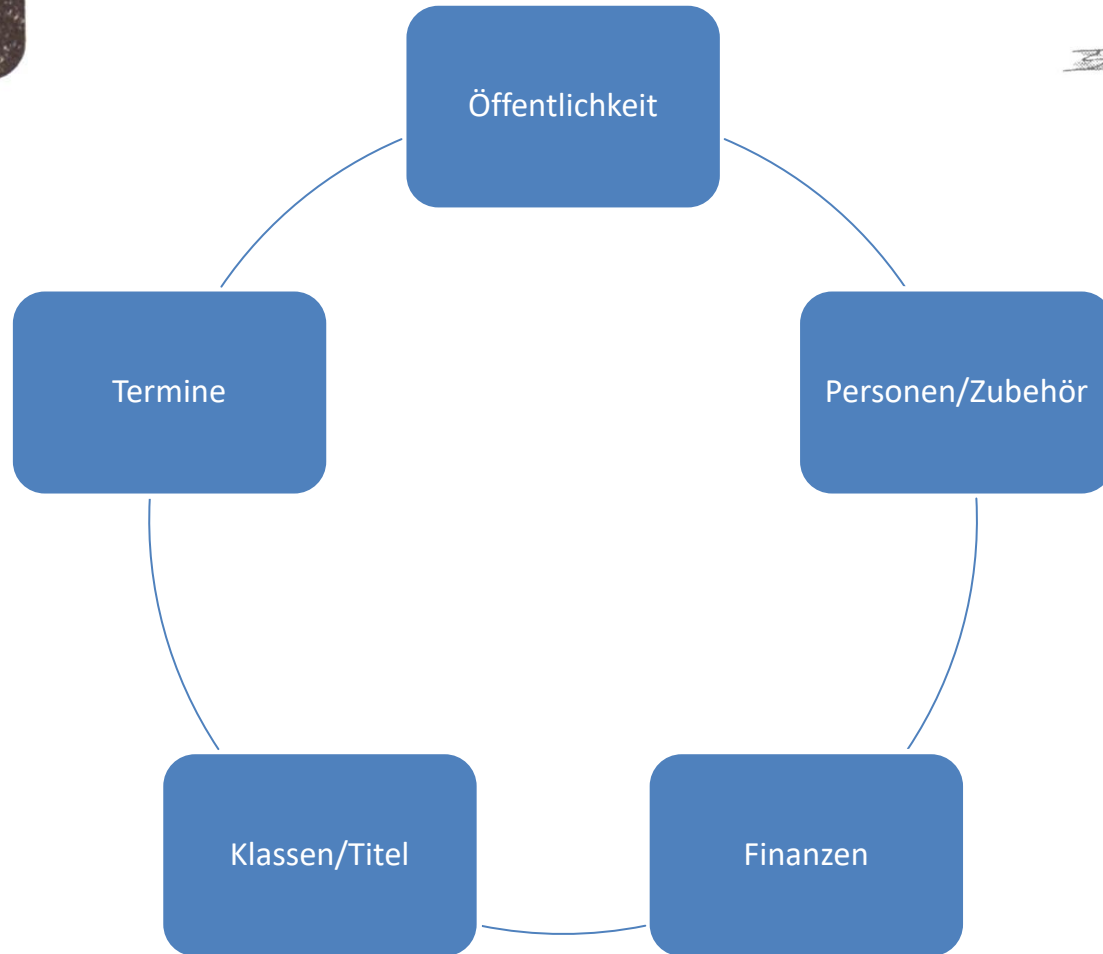 Öffentlichkeit
Personen/Zubehör
Finanzen
Klassen/Titel
Termine